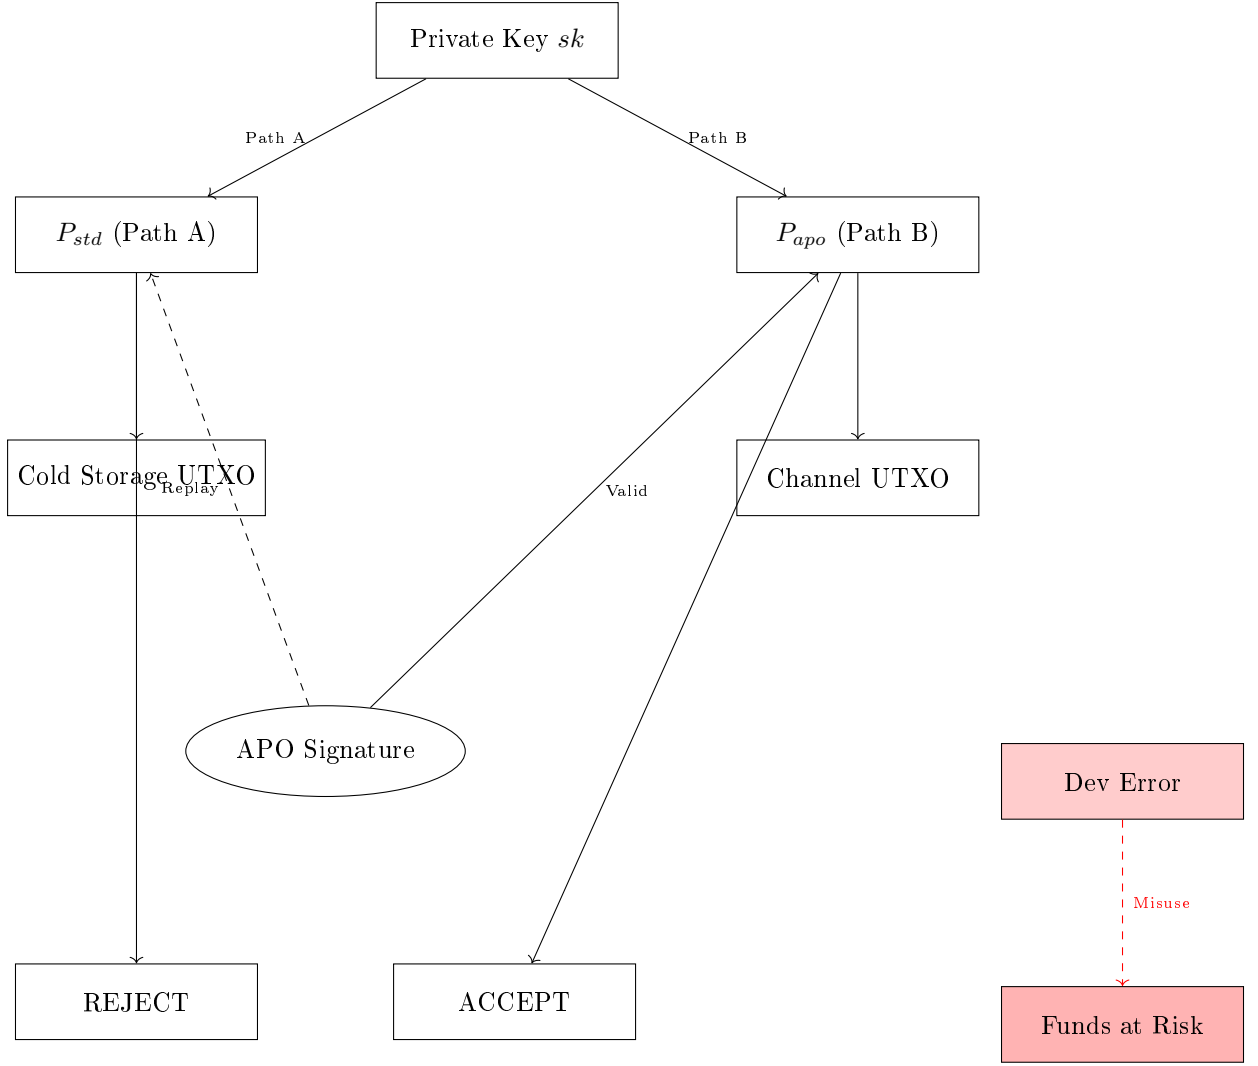 Private Key sk
Path A
Path B
P_std (Path A)
P_apo (Path B)
Cold Storage UTXO
Replay
Valid
Channel UTXO
APO Signature
Dev Error
Misuse
REJECT
ACCEPT
Funds at Risk